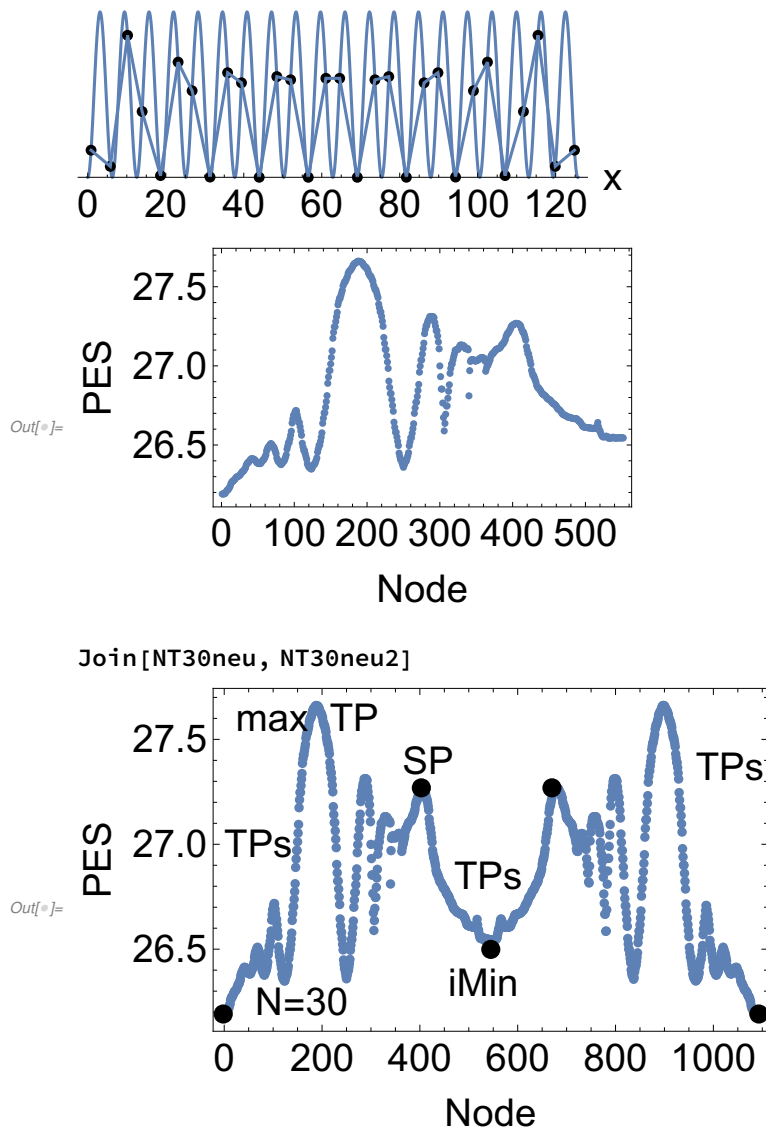 0 20 40 60 80 100 120 x
27.5
27.0
26.5
PES
Out[•]=
0 100 200 300 400 500
Node
Join[NT30neu, NT30neu2]
max TP
27.5
SP
TPs
27.0
TPs
TPs
PES
Out[•]=
26.5
iMin
N=30
0 200 400 600 800 1000
Node